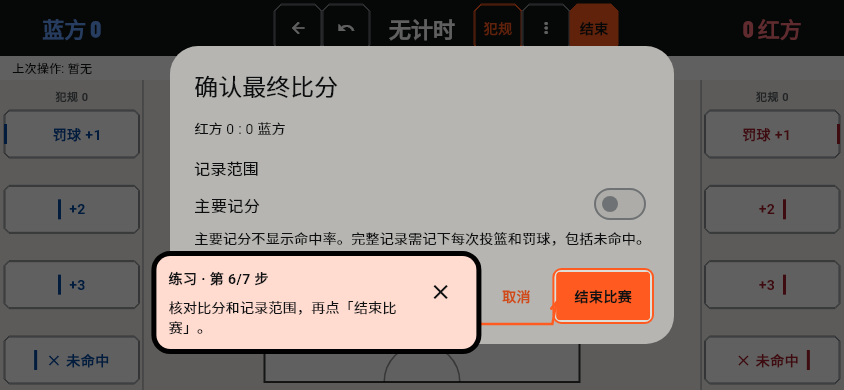 蓝方 0
无计时
犯规
结束
0 红方
上次操作: 暂无
犯规 0
罚球 +1
+2
+3
× 未命中
犯规 0
罚球 +1
+2
+3
× 未命中
确认最终比分
红方 0 : 0 蓝方
记录范围
主要记分
主要记分不显示命中率。完整记录需记下每次投篮和罚球，包括未命中。
取消
结束比赛
练习 · 第 6/7 步
核对比分和记录范围，再点「结束比
赛」。